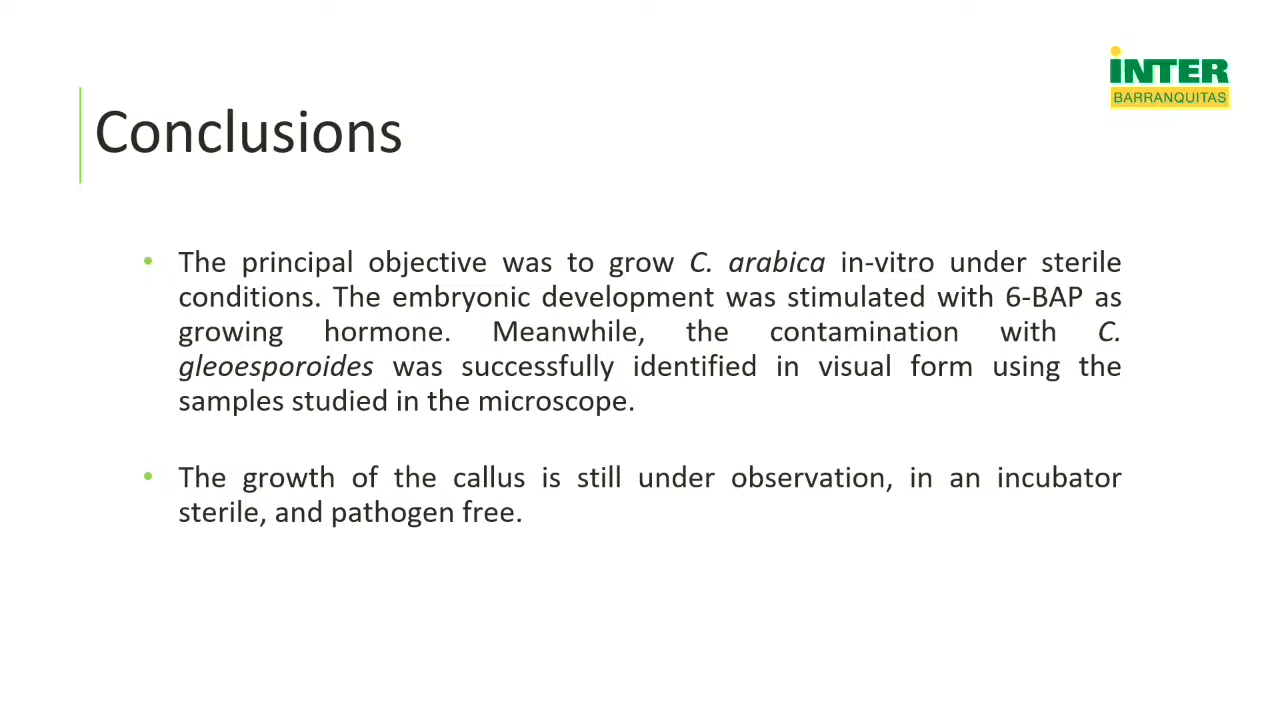 INTER
BARRANQUITAS
Conclusions
• The principal objective was to grow C. arabica in-vitro under sterile
conditions. The embryonic development was stimulated with 6-BAP as
growing hormone. Meanwhile, the contamination with C.
gleoesporoides was successfully identified in visual form using the
samples studied in the microscope.
• The growth of the callus is still under observation, in an incubator
sterile, and pathogen free.